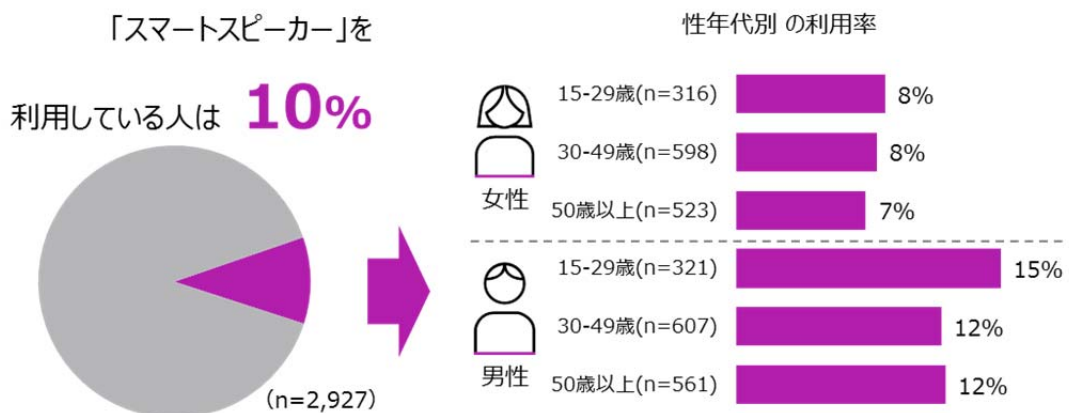 「スマートスピーカー」を
利用している人は 10%
(n=2,927)
性年代別 の利用率
女性
15-29歳(n=316) 8%
30-49歳(n=598) 8%
50歳以上(n=523) 7%
男性
15-29歳(n=321) 15%
30-49歳(n=607) 12%
50歳以上(n=561) 12%